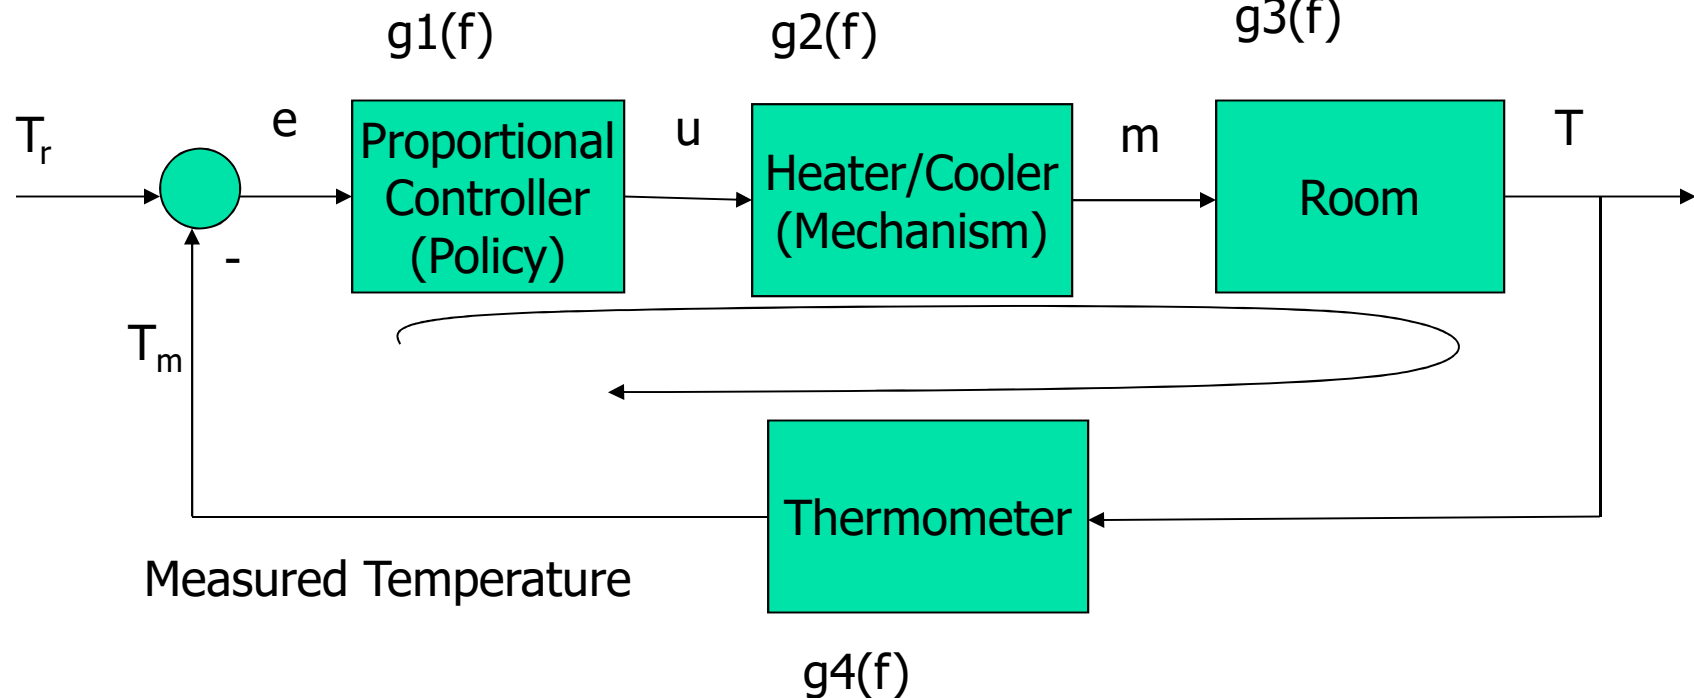 g1(f)
g2(f)
g3(f)
Tr
e
Proportional
Controller
(Policy)
u
Heater/Cooler
(Mechanism)
m
Room
T
-
Tm
Thermometer
Measured Temperature
g4(f)